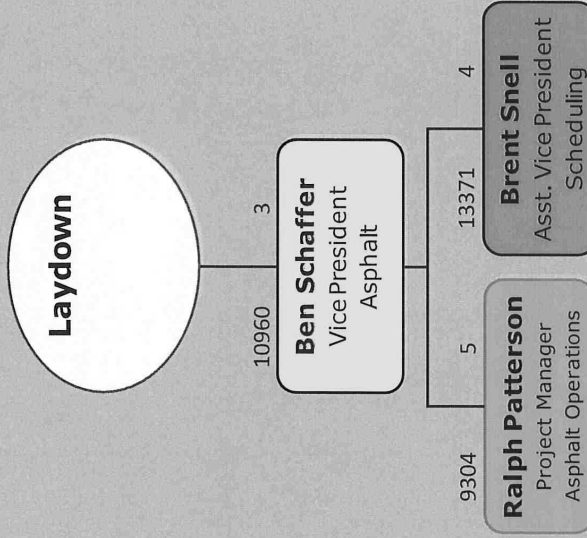 Laydown
10960 3
Ben Schaffer
Vice President
Asphalt
9304 5
Ralph Patterson
Project Manager
Asphalt Operations
13371 4
Brent Snell
Asst. Vice President
Scheduling